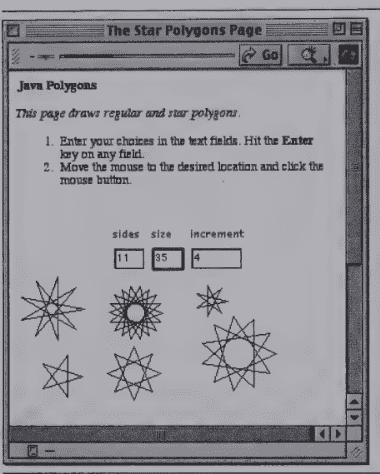 The Star Polygons Page
Go
Java Polygons
This page draws regular and star polygons.
1. Enter your choices in the text fields. Hit the Enter
key on any field.
2. Move the mouse to the desired location and click the
mouse button.
sides size increment
11 35 4